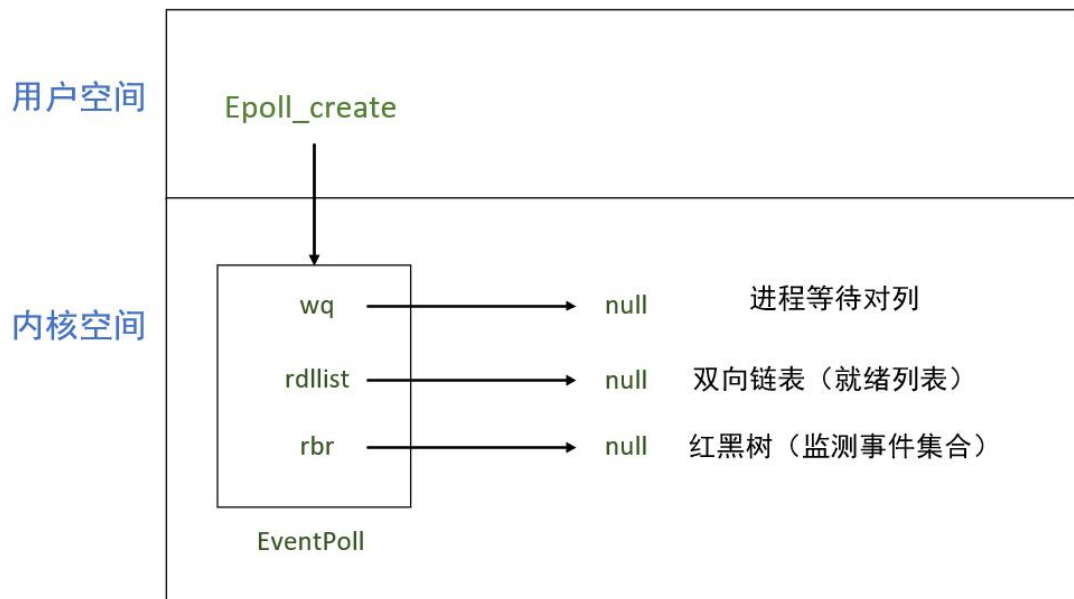 用户空间
Epoll_create
内核空间
wq null 进程等待对列
rdllist null 双向链表（就绪列表）
rbr null 红黑树（监测事件集合）
EventPoll